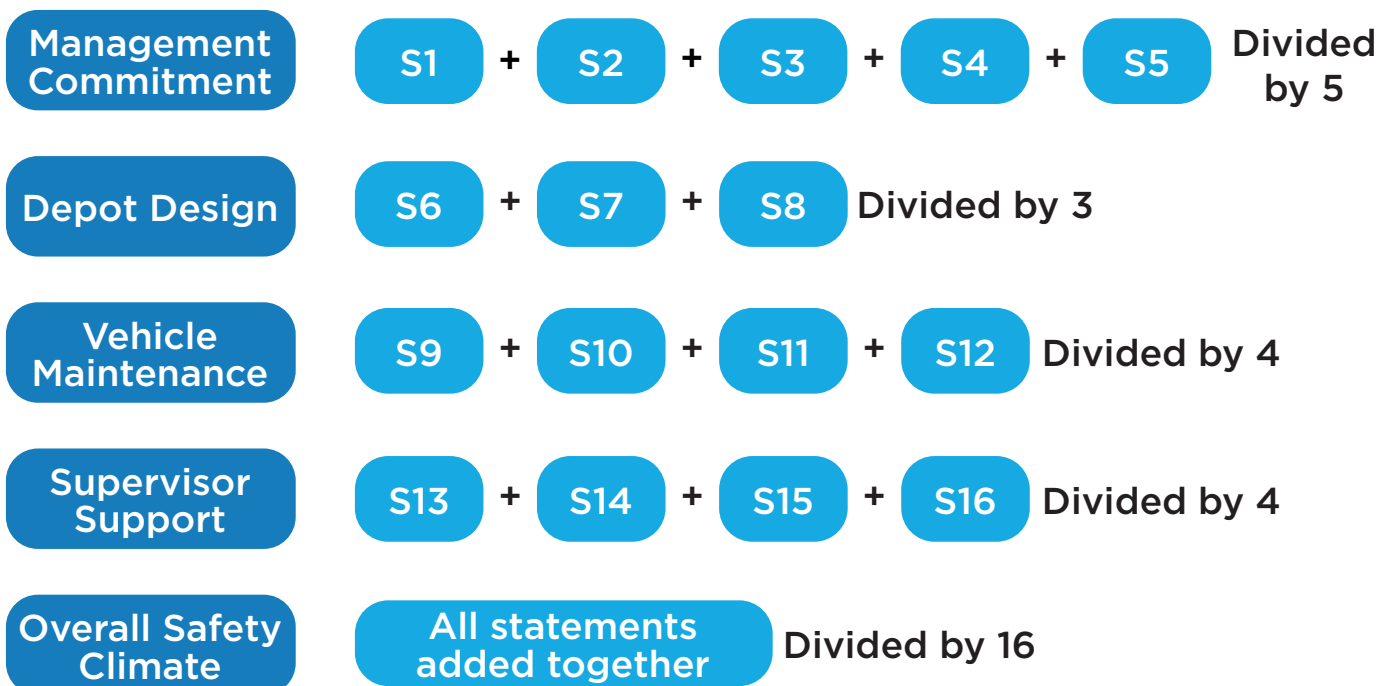 Management
Commitment
S1 + S2 + S3 + S4 + S5
Divided
by 5
Depot Design
S6 + S7 + S8 Divided by 3
Vehicle
Maintenance
S9 + S10 + S11 + S12 Divided by 4
Supervisor
Support
S13 + S14 + S15 + S16 Divided by 4
Overall Safety
Climate
All statements
added together
Divided by 16